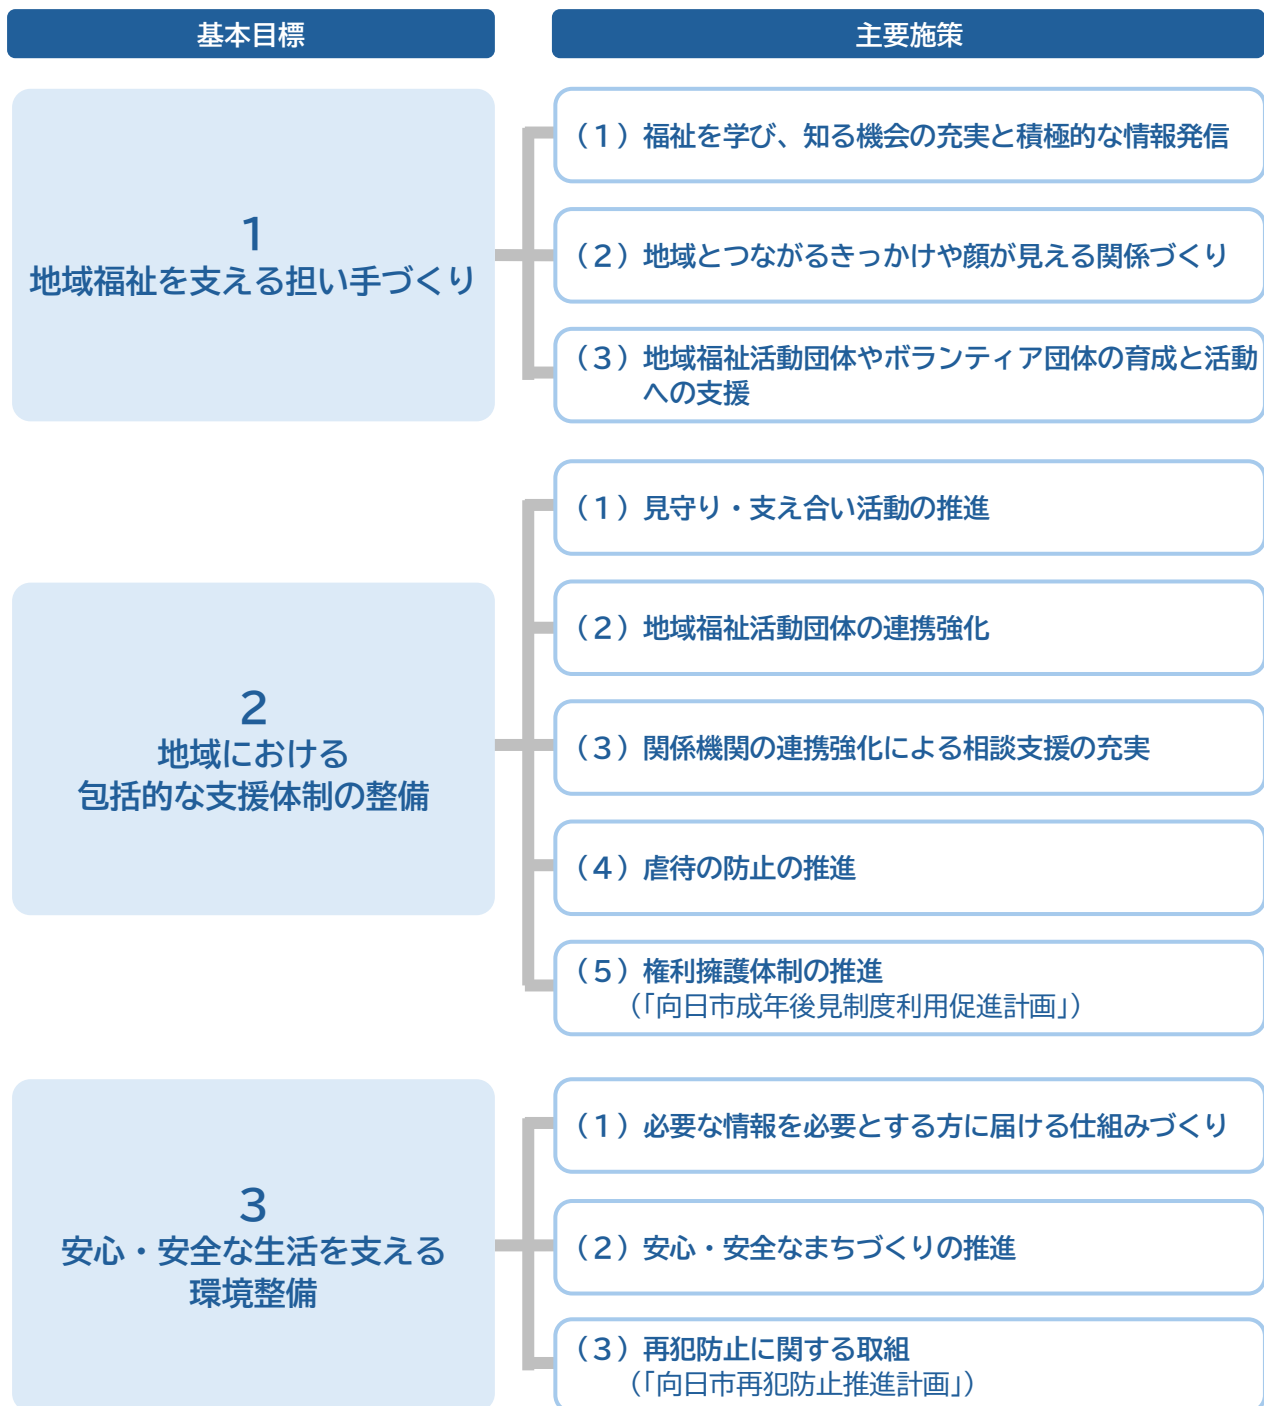 基本目標
主要施策
1
地域福祉を支える担い手づくり
（１）福祉を学び、知る機会の充実と積極的な情報発信
（２）地域とつながるきっかけや顔が見える関係づくり
（３）地域福祉活動団体やボランティア団体の育成と活動
への支援
2
地域における
包括的な支援体制の整備
（１）見守り・支え合い活動の推進
（２）地域福祉活動団体の連携強化
（３）関係機関の連携強化による相談支援の充実
（４）虐待の防止の推進
（５）権利擁護体制の推進
（「向日市成年後見制度利用促進計画」）
3
安心・安全な生活を支える
環境整備
（１）必要な情報を必要とする方に届ける仕組みづくり
（２）安心・安全なまちづくりの推進
（３）再犯防止に関する取組
（「向日市再犯防止推進計画」）